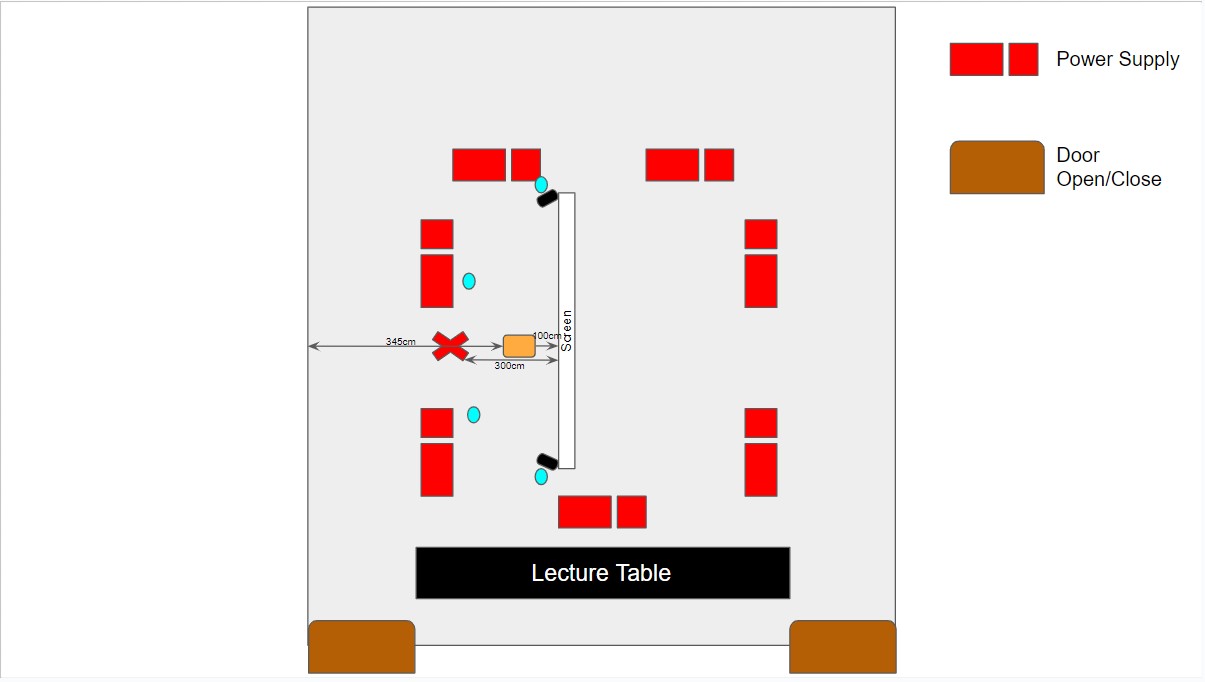 Power Supply
Door
Open/Close
100cm
Screen
345cm
300cm
Lecture Table